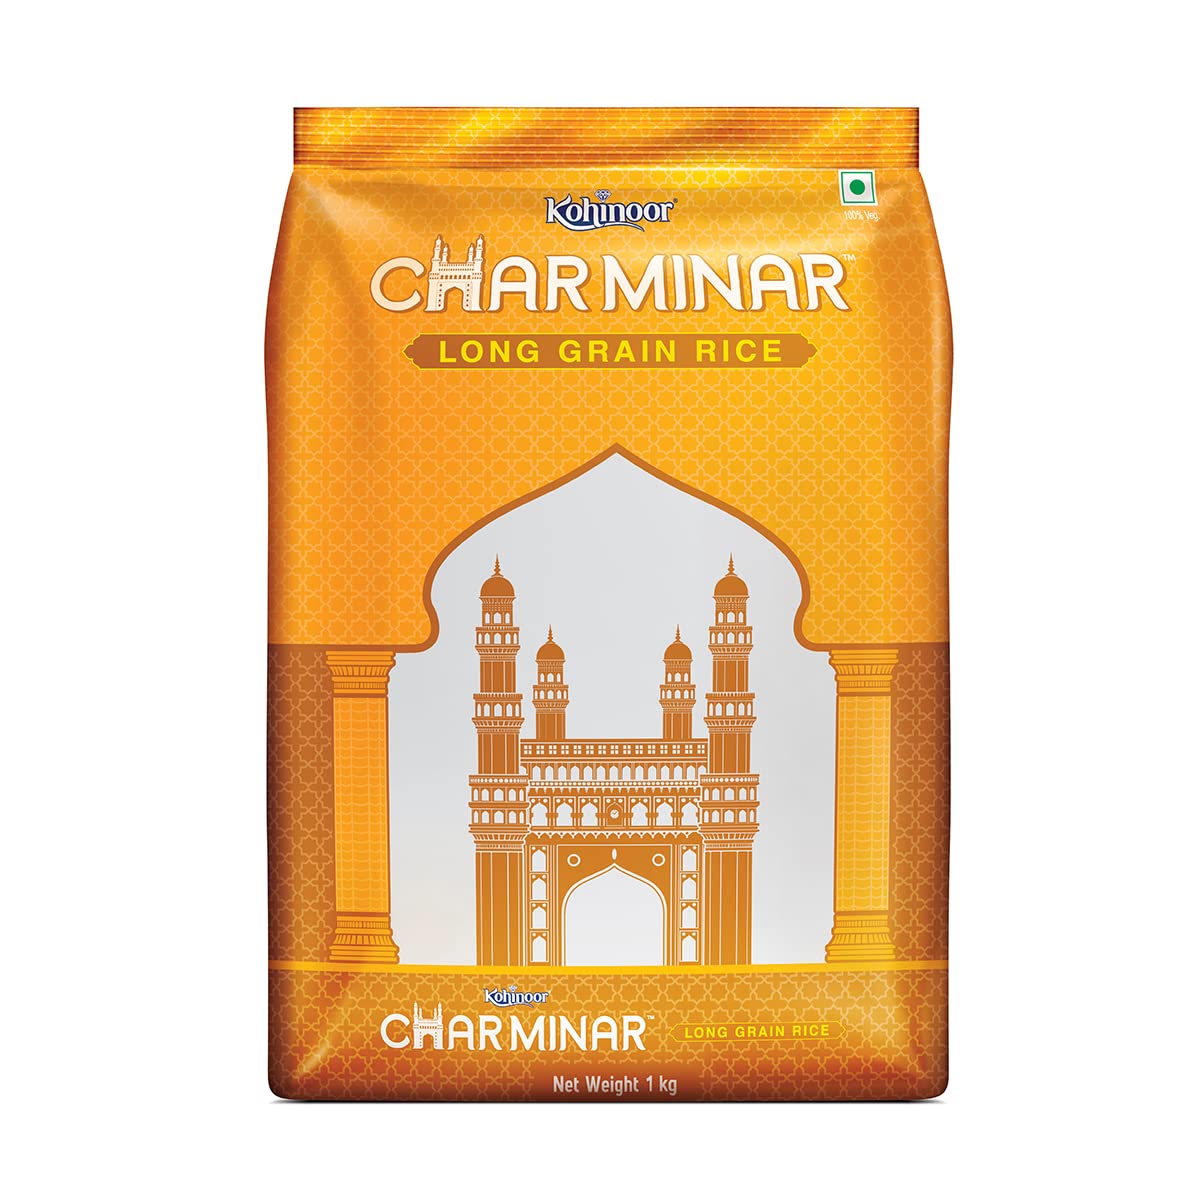 Kohinoor®
100% Veg.
CHARMINAR™
LONG GRAIN RICE
Kohinoor
CHARMINAR™
LONG GRAIN RICE
Net Weight 1 kg